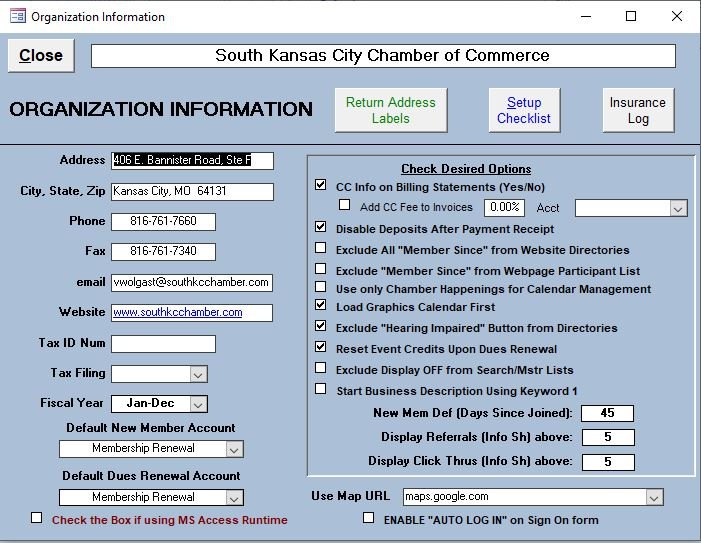 Organization Information
Close
South Kansas City Chamber of Commerce
ORGANIZATION INFORMATION
Return Address
Labels
Setup
Checklist
Insurance
Log
Address 406 E. Bannister Road, Ste F
City, State, Zip Kansas City, MO 64131
Phone 816-761-7660
Fax 816-761-7340
email vwolgast@southkcchamber.com
Website www.southkcchamber.com
Tax ID Num
Tax Filing
Fiscal Year Jan-Dec
Default New Member Account
Membership Renewal
Default Dues Renewal Account
Membership Renewal
Check the Box if using MS Access Runtime
Check Desired Options
CC Info on Billing Statements (Yes/No)
Add CC Fee to Invoices 0.00% Acct
Disable Deposits After Payment Receipt
Exclude All "Member Since" from Website Directories
Exclude "Member Since" from Webpage Participant List
Use only Chamber Happenings for Calendar Management
Load Graphics Calendar First
Exclude "Hearing Impaired" Button from Directories
Reset Event Credits Upon Dues Renewal
Exclude Display OFF from Search/Mstr Lists
Start Business Description Using Keyword 1
New Mem Def (Days Since Joined): 45
Display Referrals (Info Sh) above: 5
Display Click Thrus (Info Sh) above: 5
Use Map URL maps.google.com
ENABLE "AUTO LOG IN" on Sign On form